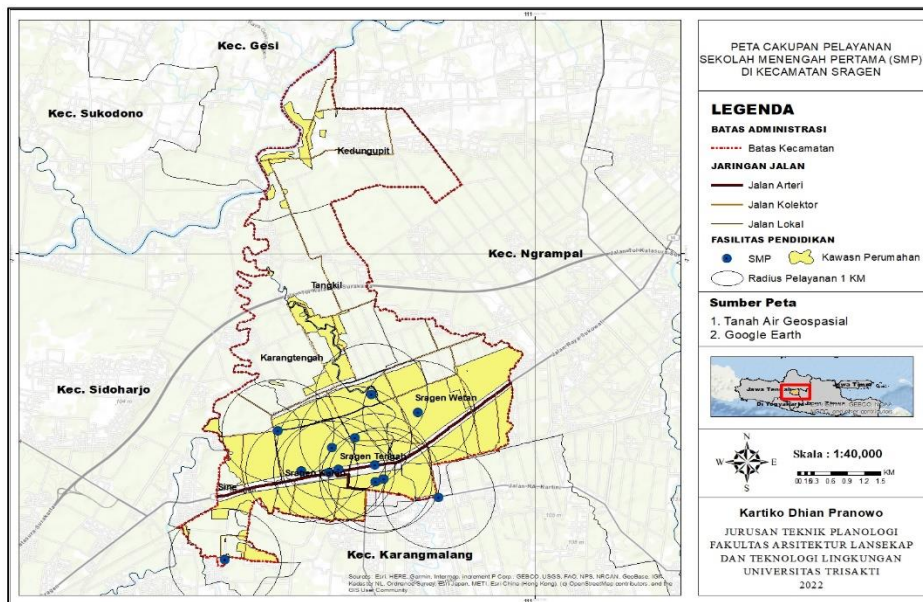 PETA CAKUPAN PELAYANAN
SEKOLAH MENENGAH PERTAMA (SMP)
DI KECAMATAN SRAGEN
LEGENDA
BATAS ADMINISTRASI
Batas Kecamatan
JARINGAN JALAN
Jalan Arteri
Jalan Kolektor
Jalan Lokal
FASILITAS PENDIDIKAN
SMP
Kawasn Perumahan
Radius Pelayanan 1 KM
Sumber Peta
1. Tanah Air Geospasial
2. Google Earth
N
W
E
S
Skala : 1:40,000
KM
Kartiko Dhian Pranowo
JURUSAN TEKNIK PLANOLOGI
FAKULTAS ARSITEKTUR LANSEKAP
DAN TEKNOLOGI LINGKUNGAN
UNIVERSITAS TRISAKTI
2022
Kec. Gesi
Kec. Sukodono
Kedungupit
Kec. Ngrampal
Tangkil
Karangtengah
Kec. Sidoharjo
Sragen Wetan
Sragen Tengah
Sine
Kec. Karangmalang